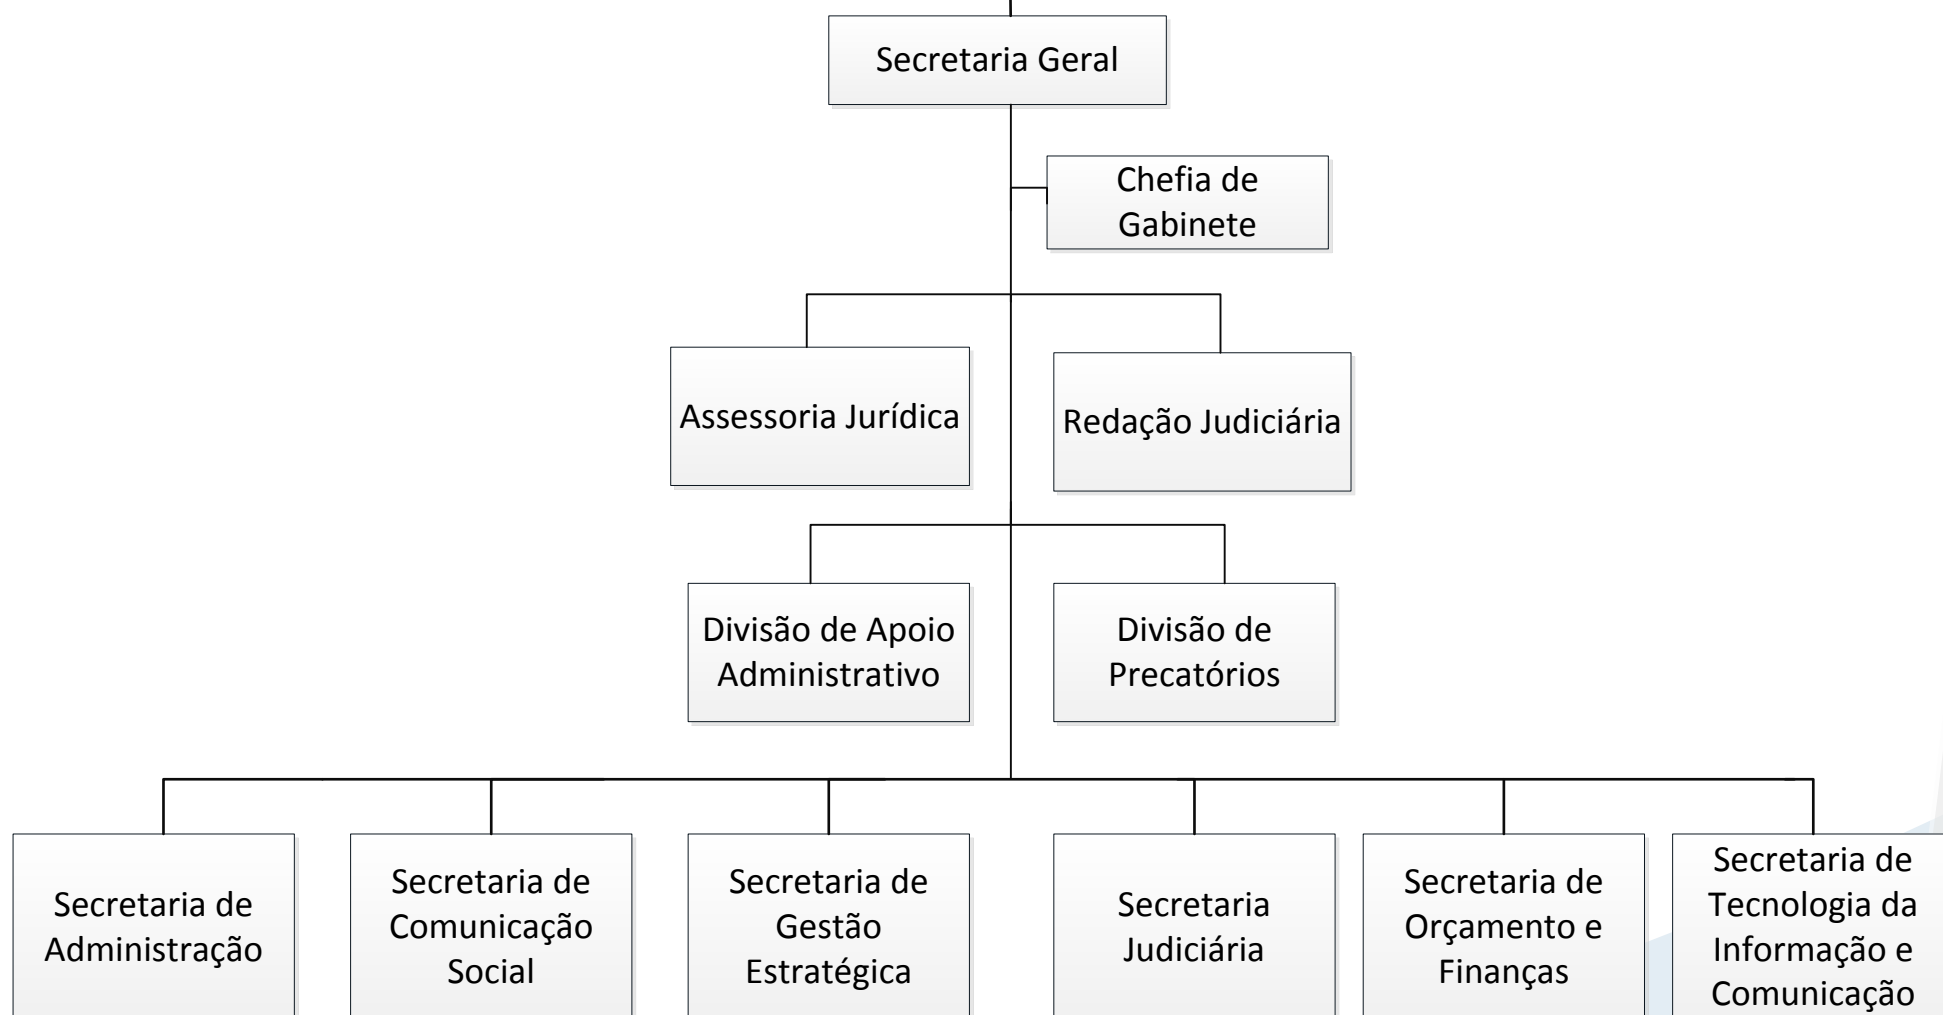 Secretaria Geral
Chefia de
Gabinete
Assessoria Jurídica
Redação Judiciária
Divisão de Apoio
Administrativo
Divisão de
Precatórios
Secretaria de
Administração
Secretaria de
Comunicação
Social
Secretaria de
Gestão
Estratégica
Secretaria
Judiciária
Secretaria de
Orçamento e
Finanças
Secretaria de
Tecnologia da
Informação e
Comunicação